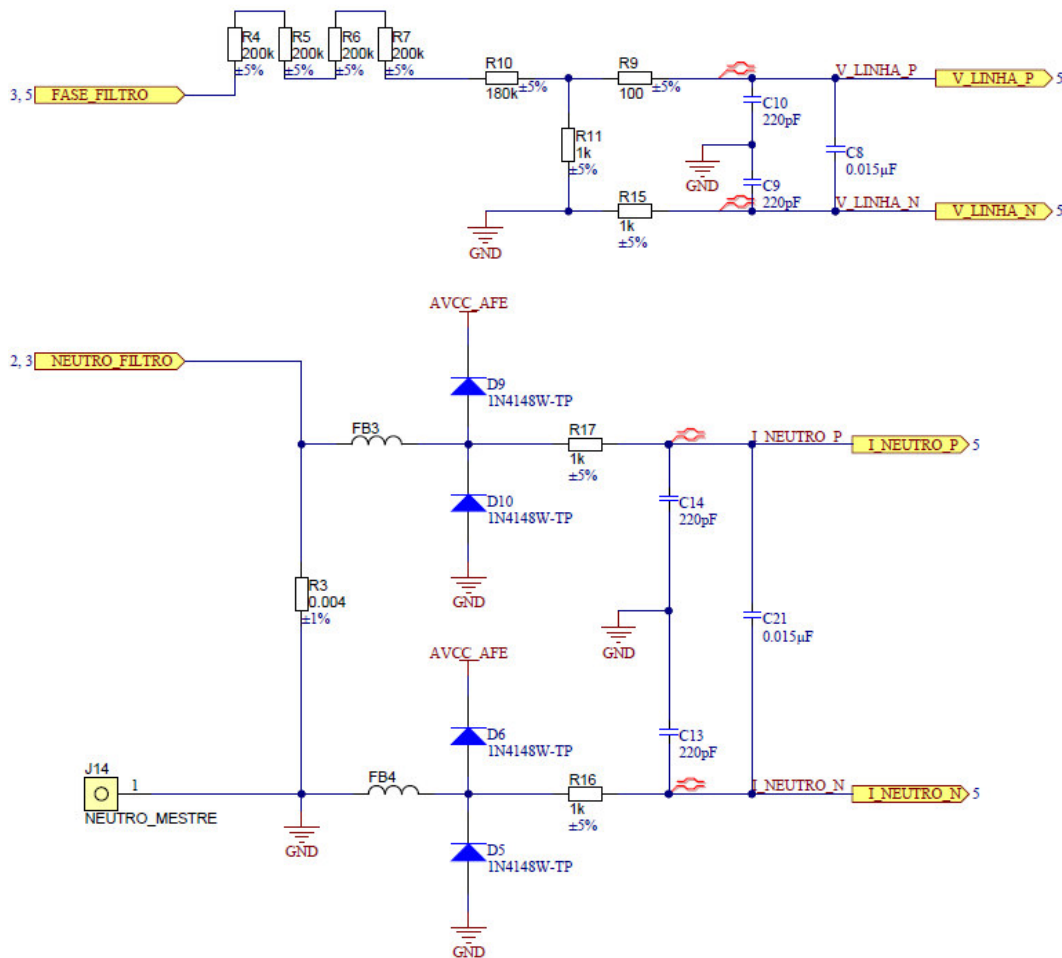 R4
200k
±5%
R5
200k
±5%
R6
200k
±5%
R7
200k
±5%
3, 5 FASE_FILTRO
R10
180k
±5%
R9
100
±5%
V_LINHA_P
V_LINHA_P 5
C10
220pF
R11
1k
±5%
GND
C8
0.015µF
C9
220pF
R15
1k
±5%
GND
V_LINHA_N
V_LINHA_N 5
AVCC_AFE
2, 3 NEUTRO_FILTRO
D9
1N4148W-TP
FB3
R17
1k
±5%
I_NEUTRO_P
I_NEUTRO_P 5
D10
1N4148W-TP
C14
220pF
GND
R3
0.004
±1%
GND
C21
0.015µF
AVCC_AFE
D6
1N4148W-TP
C13
220pF
J14
1
NEUTRO_MESTRE
FB4
R16
1k
±5%
I_NEUTRO_N
I_NEUTRO_N 5
GND
D5
1N4148W-TP
GND